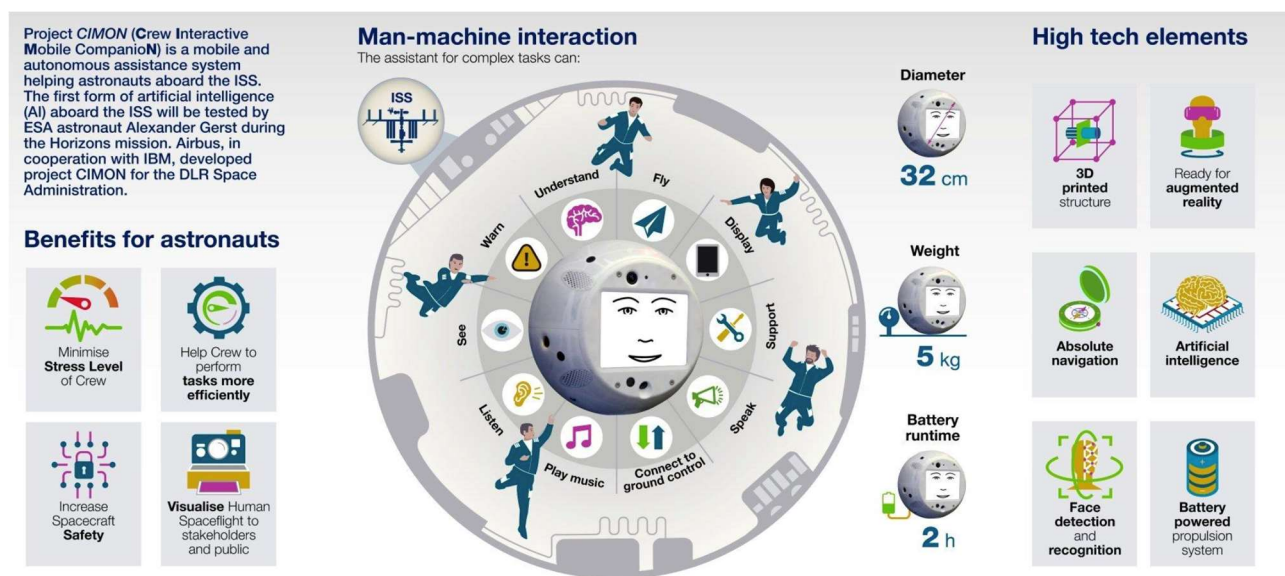 Project CIMON (Crew Interactive
Mobile CompanioN) is a mobile and
autonomous assistance system
helping astronauts aboard the ISS.
The first form of artificial intelligence
(AI) aboard the ISS will be tested by
ESA astronaut Alexander Gerst during
the Horizons mission. Airbus, in
cooperation with IBM, developed
project CIMON for the DLR Space
Administration.
Benefits for astronauts
Minimise
Stress Level
of Crew
Help Crew to
perform
tasks more
efficiently
Increase
Spacecraft
Safety
Visualise Human
Spaceflight to
stakeholders
and public
Man-machine interaction
The assistant for complex tasks can:
ISS
Understand
Fly
Display
Support
Speak
Connect to
ground control
Play music
Listen
See
Warn
Diameter
32 cm
Weight
5 kg
Battery
runtime
2 h
High tech elements
3D
printed
structure
Ready for
augmented
reality
Absolute
navigation
Artificial
intelligence
Face
detection
and
recognition
Battery
powered
propulsion
system